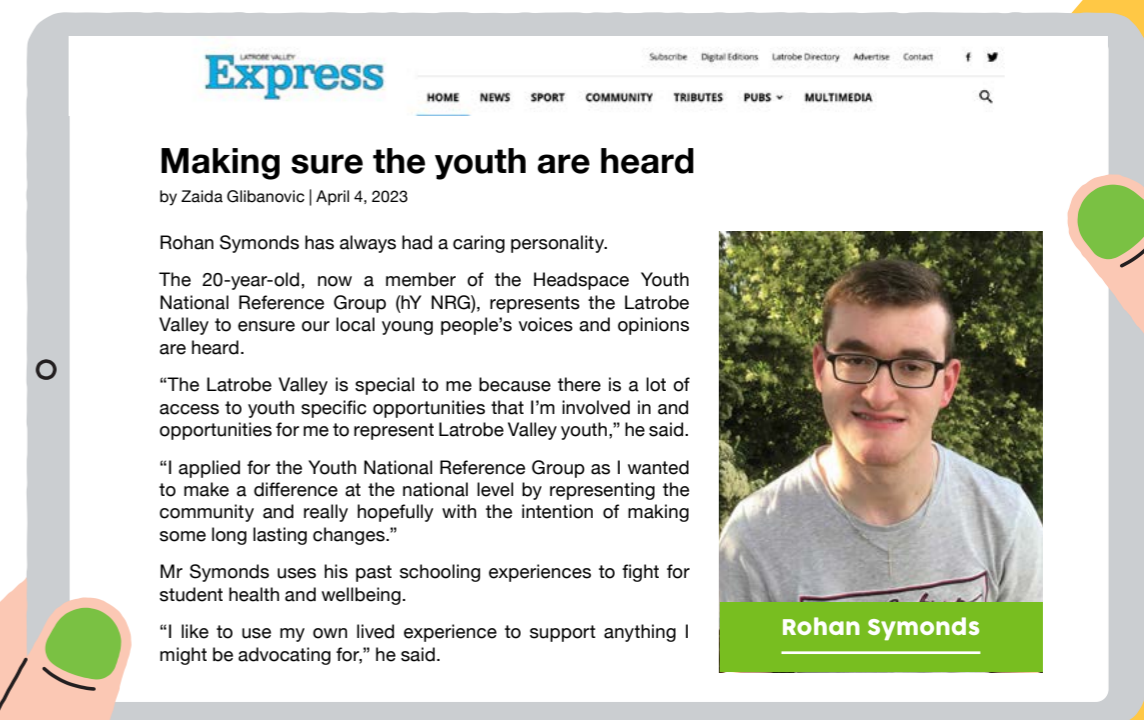 LATROBE VALLEY
Express
Subscribe Digital Editions Latrobe Directory Advertise Contact
HOME NEWS SPORT COMMUNITY TRIBUTES PUBS MULTIMEDIA
Making sure the youth are heard
by Zaida Glibanovic | April 4, 2023
Rohan Symonds has always had a caring personality.
The 20-year-old, now a member of the Headspace Youth
National Reference Group (hY NRG), represents the Latrobe
Valley to ensure our local young people’s voices and opinions
are heard.
“The Latrobe Valley is special to me because there is a lot of
access to youth specific opportunities that I’m involved in and
opportunities for me to represent Latrobe Valley youth,” he said.
“I applied for the Youth National Reference Group as I wanted
to make a difference at the national level by representing the
community and really hopefully with the intention of making
some long lasting changes.”
Mr Symonds uses his past schooling experiences to fight for
student health and wellbeing.
“I like to use my own lived experience to support anything I
might be advocating for,” he said.
Rohan Symonds